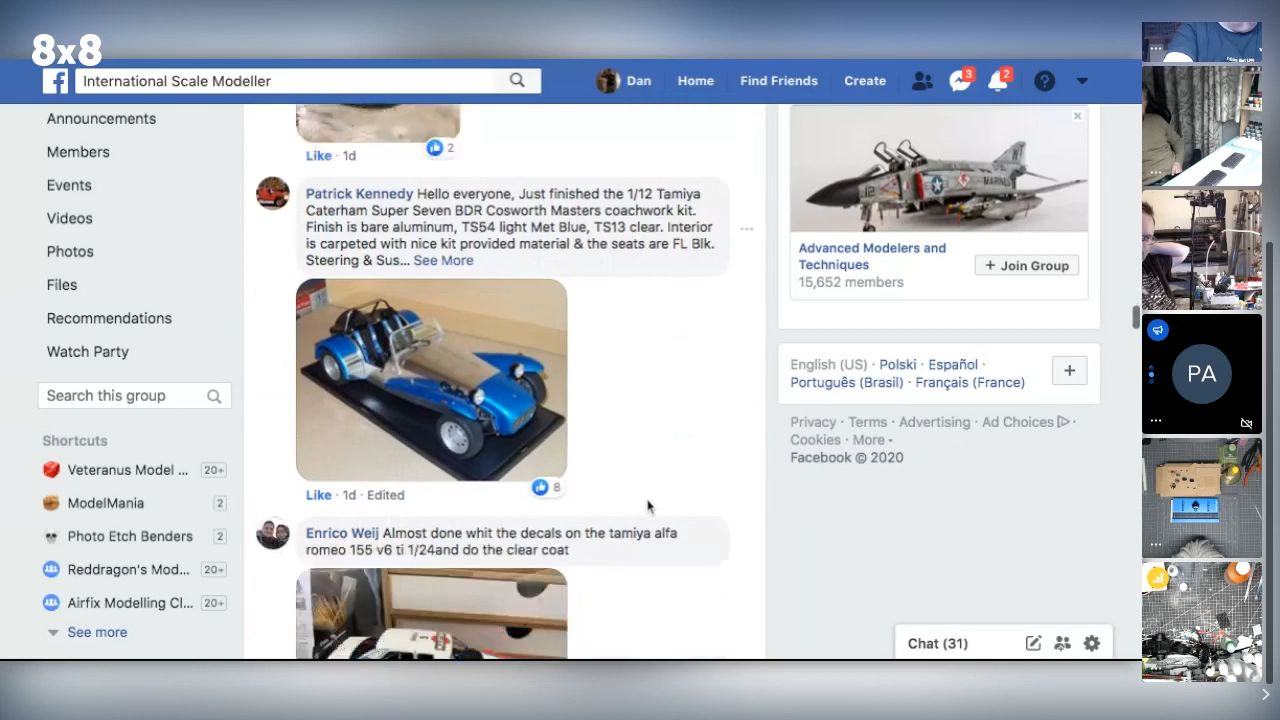 8x8
International Scale Modeller
Dan
Home
Find Friends
Create
3
2
Announcements
Members
Events
Videos
Photos
Files
Recommendations
Watch Party
Search this group
Shortcuts
Veteranus Model ... 20+
ModelMania 2
Photo Etch Benders 2
Reddragon's Mod... 20+
Airfix Modelling Cl... 20+
See more
2
Like · 1d
Patrick Kennedy Hello everyone, Just finished the 1/12 Tamiya
Caterham Super Seven BDR Cosworth Masters coachwork kit.
Finish is bare aluminum, TS54 light Met Blue, TS13 clear. Interior
is carpeted with nice kit provided material & the seats are FL Blk.
Steering & Sus... See More
8
Like · 1d · Edited
Enrico Weij Almost done whit the decals on the tamiya alfa
romeo 155 v6 ti 1/24and do the clear coat
12
MARINES
Advanced Modelers and
Techniques
15,652 members
+ Join Group
English (US) · Polski · Español ·
Português (Brasil) · Français (France)
Privacy · Terms · Advertising · Ad Choices ·
Cookies · More
Facebook © 2020
Chat (31)
PA